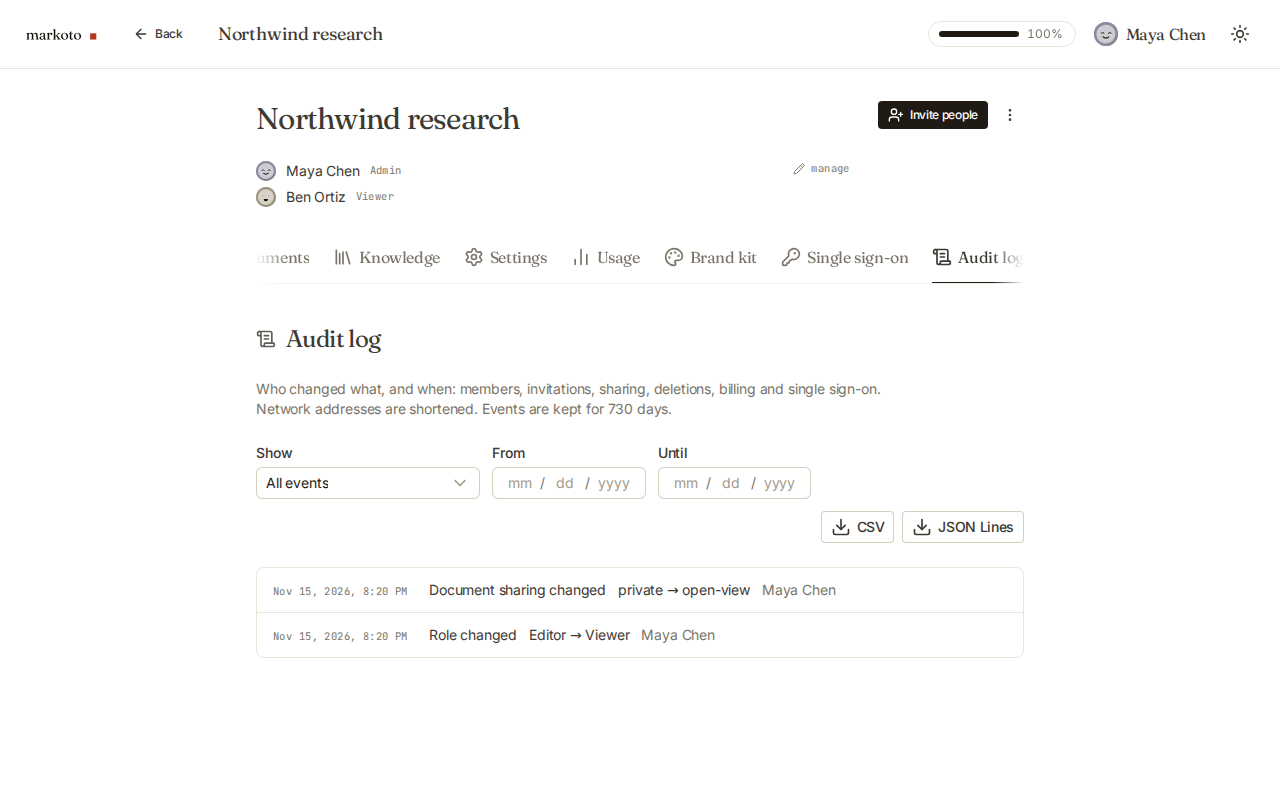 markoto
Back
Northwind research
100%
Maya Chen
Northwind research
Invite people
Maya Chen Admin
manage
Ben Ortiz Viewer
uments Knowledge Settings Usage Brand kit Single sign-on Audit log
Audit log
Who changed what, and when: members, invitations, sharing, deletions, billing and single sign-on.
Network addresses are shortened. Events are kept for 730 days.
Show From Until
All events mm / dd / yyyy mm / dd / yyyy
CSV JSON Lines
Nov 15, 2026, 8:20 PM Document sharing changed private → open-view Maya Chen
Nov 15, 2026, 8:20 PM Role changed Editor → Viewer Maya Chen